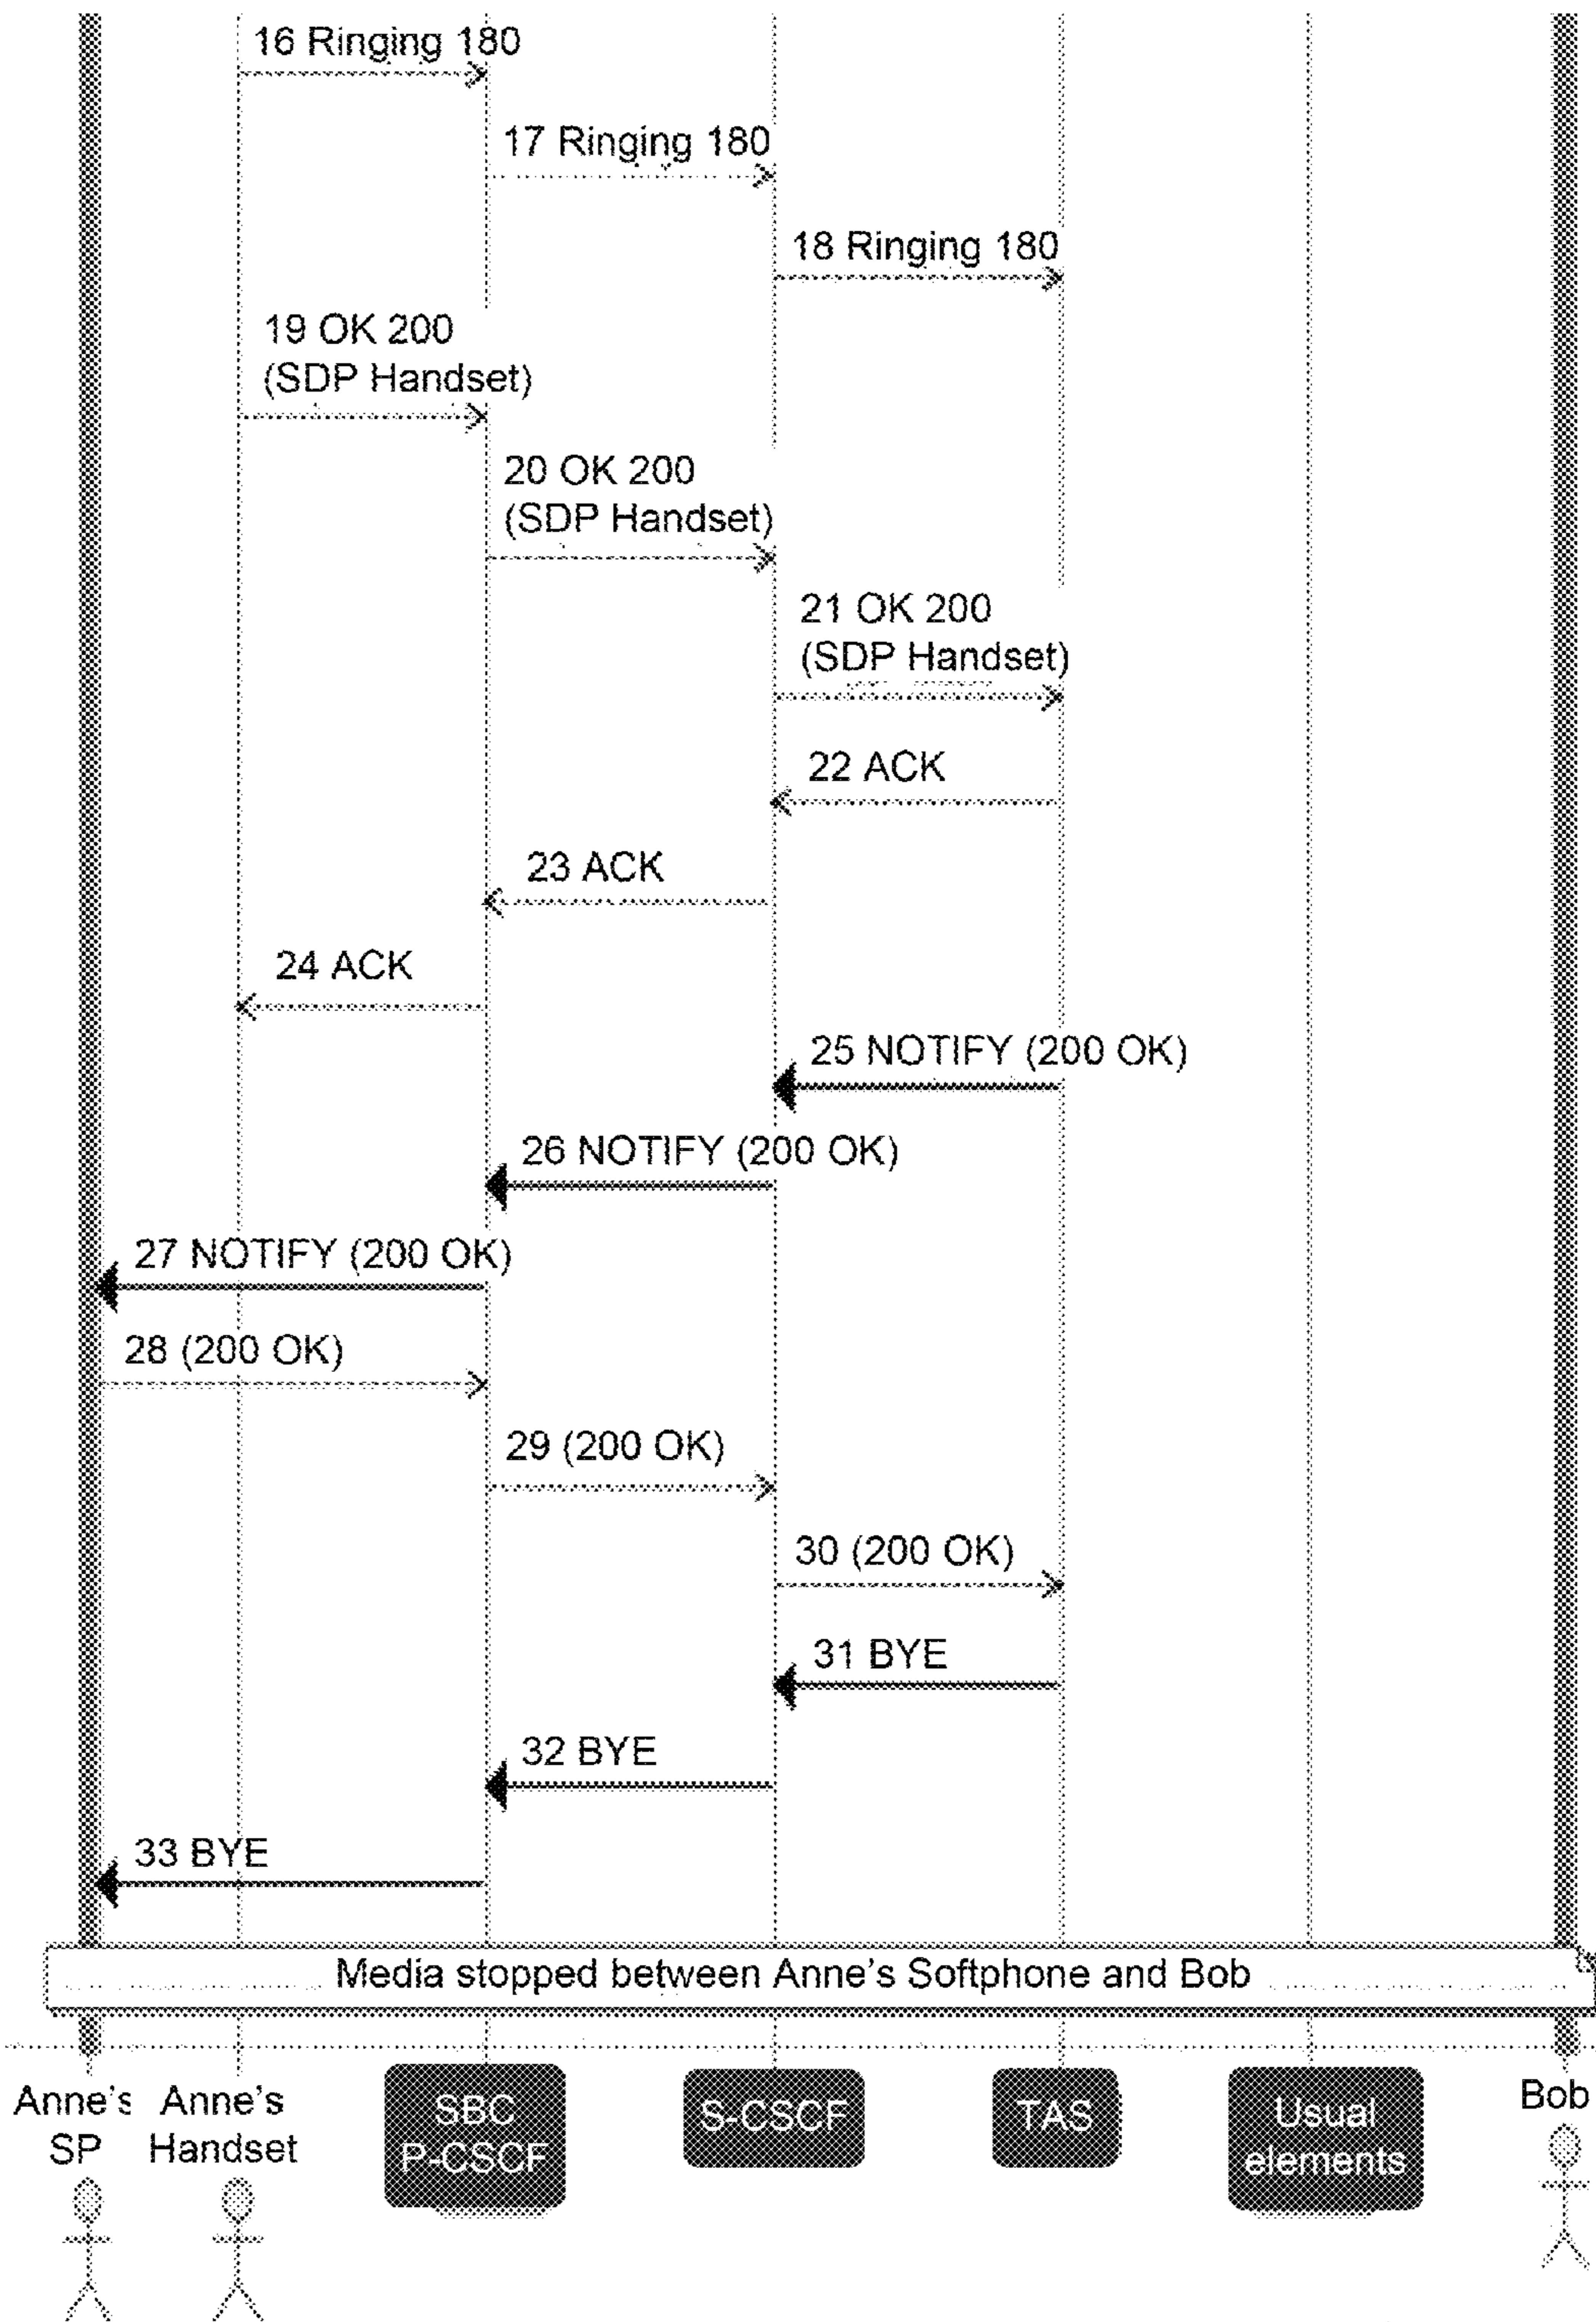 16 Ringing 180
17 Ringing 180
18 Ringing 180
19 OK 200
(SDP Handset)
20 OK 200
(SDP Handset)
21 OK 200
(SDP Handset)
22 ACK
23 ACK
24 ACK
25 NOTIFY (200 OK)
26 NOTIFY (200 OK)
27 NOTIFY (200 OK)
28 (200 OK)
29 (200 OK)
30 (200 OK)
31 BYE
32 BYE
33 BYE
Media stopped between Anne's Softphone and Bob
Anne's
SP
Anne's
Handset
SBC
P-CSCF
S-CSCF
TAS
Usual
elements
Bob